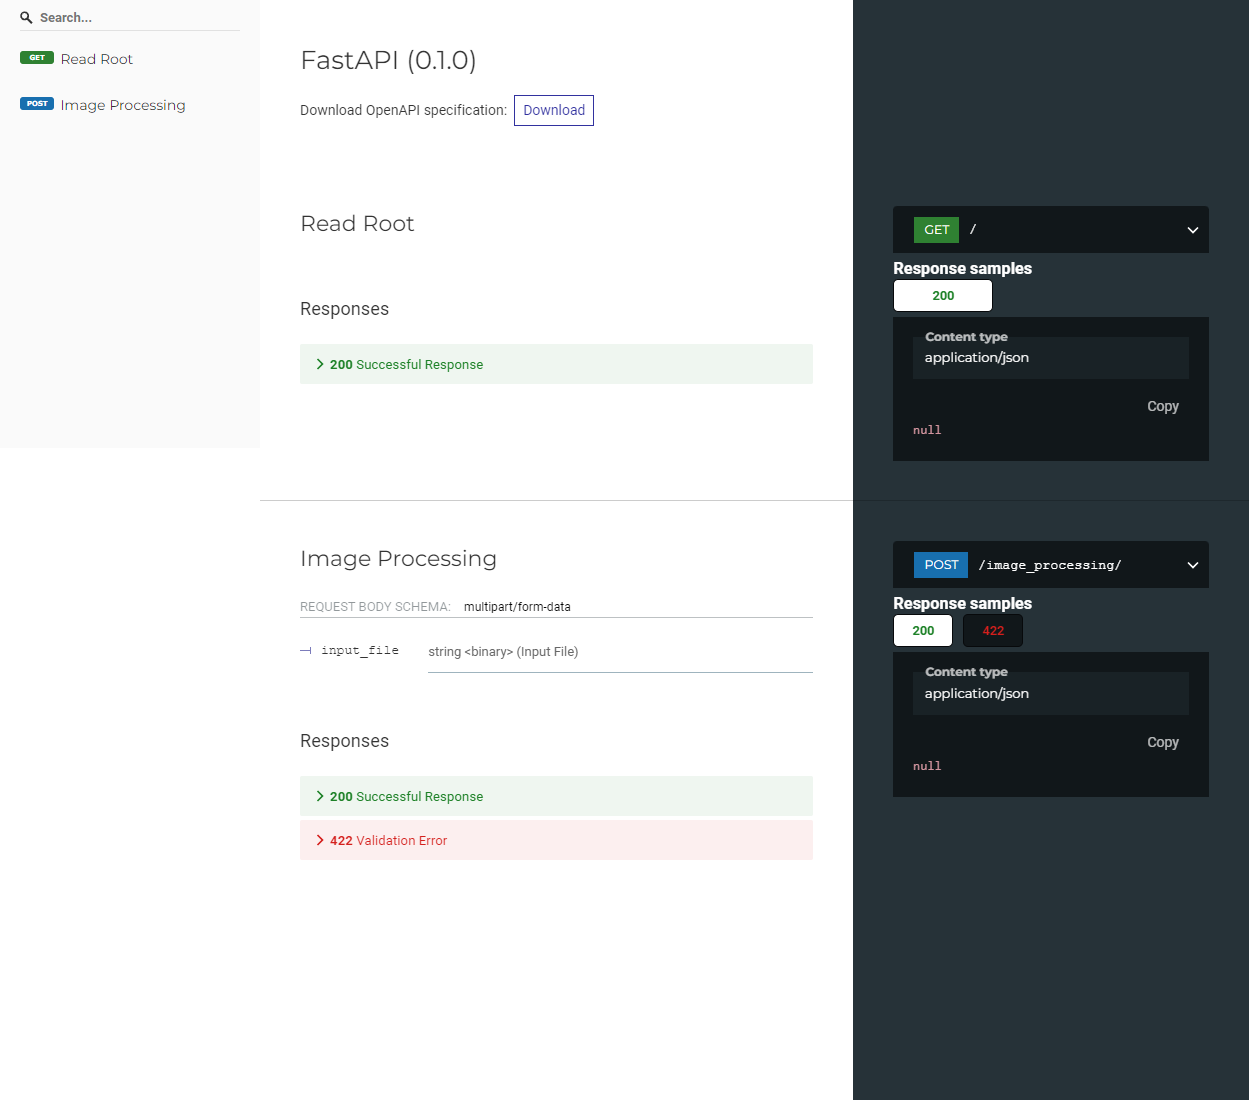 Search...
GET Read Root
POST Image Processing
FastAPI (0.1.0)
Download OpenAPI specification: Download
Read Root
Responses
200 Successful Response
GET /
Response samples
200
Content type
application/json
Copy
null
Image Processing
REQUEST BODY SCHEMA: multipart/form-data
input_file string <binary> (Input File)
Responses
200 Successful Response
422 Validation Error
POST /image_processing/
Response samples
200 422
Content type
application/json
Copy
null